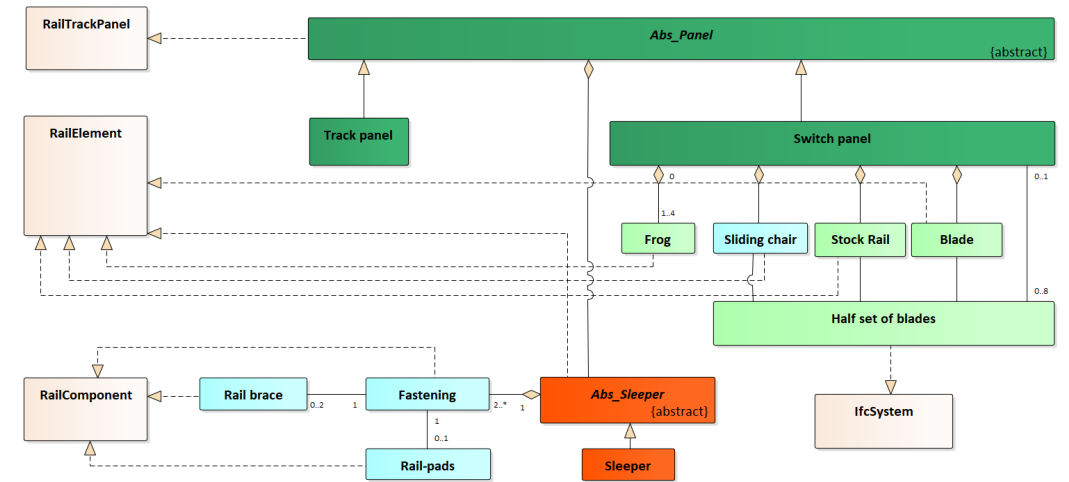 RailTrackPanel
Abs_Panel
{abstract}
RailElement
Track panel
Switch panel
0
0..1
1..4
Frog
Sliding chair
Stock Rail
Blade
0..8
Half set of blades
RailComponent
Rail brace
0..2
1
Fastening
2..*
1
Abs_Sleeper
{abstract}
IfcSystem
1
0..1
Rail-pads
Sleeper